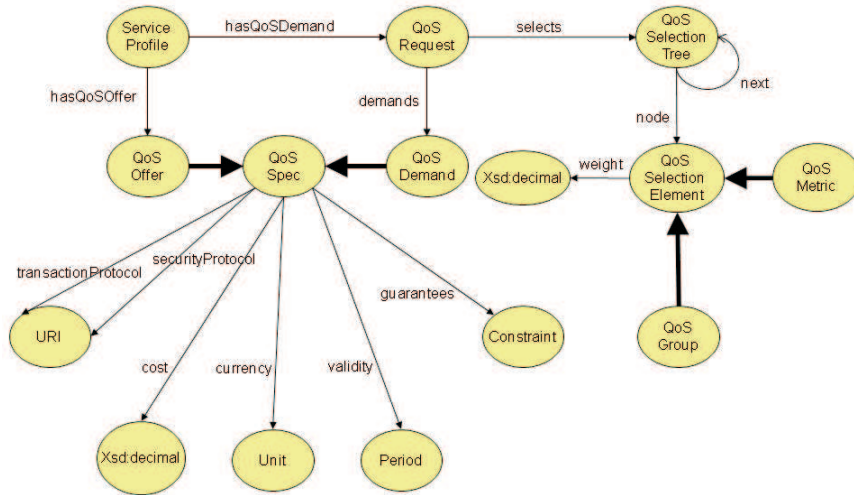 Service
Profile
hasQoSDemand
QoS
Request
selects
QoS
Selection
Tree
next
hasQoSOffer
demands
node
QoS
Offer
QoS
Spec
QoS
Demand
Xsd:decimal
weight
QoS
Selection
Element
QoS
Metric
transactionProtocol
securityProtocol
guarantees
URI
Constraint
QoS
Group
cost
currency
validity
Xsd:decimal
Unit
Period